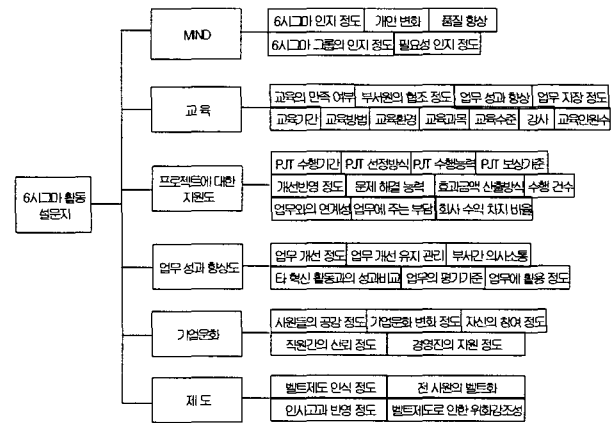 6시그마 활동
설문지
MIND
6시그마 인지 정도 개인 변화 품질 향상
6시그마 그룹의 인지 정도 필요성 인지 정도
교 육
교육의 만족 여부 부서원의 협조 정도 업무 성과 향상 업무 지장 정도
교육기간 교육방법 교육환경 교육과목 교육수준 강사 교육인원수
프로젝트에 대한
지원도
PJT 수행기간 PJT 선정방식 PJT 수행능력 PJT 보상기준
개선반영 정도 문제 해결 능력 효과금액 산출방식 수행 건수
업무와의 연계성 업무에 주는 부담 회사 수익 차지 비율
업무 성과 향상도
업무 개선 정도 업무 개선 유지 관리 부서간 의사소통
타 혁신 활동과의 성과비교 업무의 평가기준 업무에 활용 정도
기업문화
사원들의 공감 정도 기업문화 변화 정도 자신의 참여 정도
직원간의 신뢰 정도 경영진의 지원 정도
제 도
벨트제도 인식 정도 전 사원의 벨트화
인사고과 반영 정도 벨트제도로 인한 위화감조성